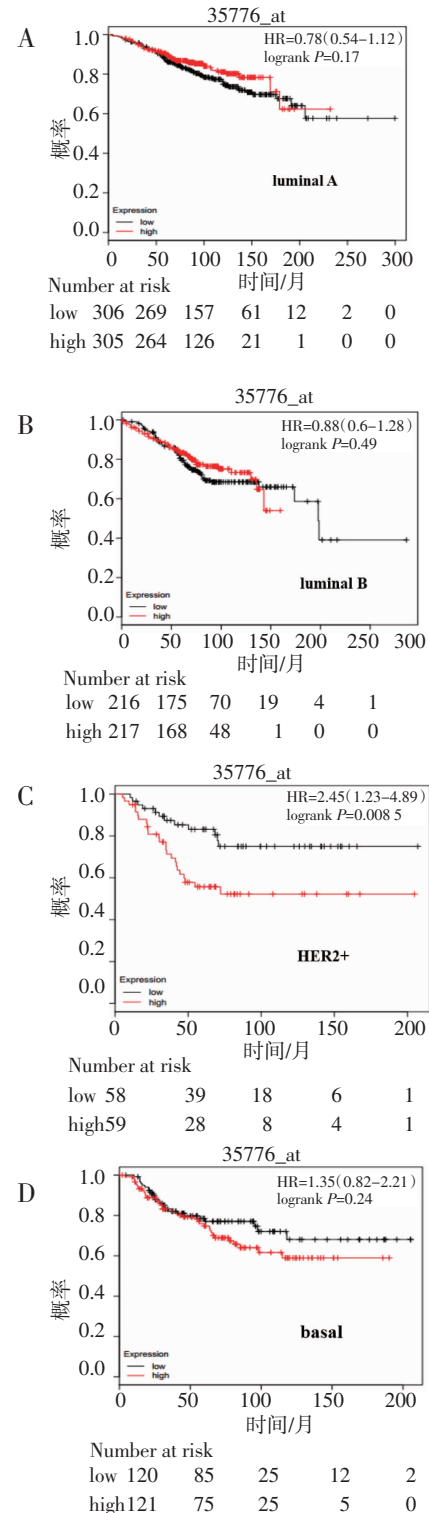 A
35776_at
HR=0.78(0.54-1.12)
logrank P=0.17
1.0
0.8
0.6
0.4
0.2
0.0
概率
luminal A
Expression
low
high
0 50 100 150 200 250 300
时间/月
Number at risk
low 306 269 157 61 12 2 0
high 305 264 126 21 1 0 0
B
35776_at
HR=0.88(0.6-1.28)
logrank P=0.49
1.0
0.8
0.6
0.4
0.2
0.0
概率
luminal B
Expression
low
high
0 50 100 150 200 250 300
时间/月
Number at risk
low 216 175 70 19 4 1
high 217 168 48 1 0 0
C
35776_at
HR=2.45(1.23-4.89)
logrank P=0.008 5
1.0
0.8
0.6
0.4
0.2
0.0
概率
HER2+
Expression
low
high
0 50 100 150 200
时间/月
Number at risk
low 58 39 18 6 1
high59 28 8 4 1
D
35776_at
HR=1.35(0.82-2.21)
logrank P=0.24
1.0
0.8
0.6
0.4
0.2
0.0
概率
basal
Expression
low
high
0 50 100 150 200
时间/月
Number at risk
low 120 85 25 12 2
high121 75 25 5 0